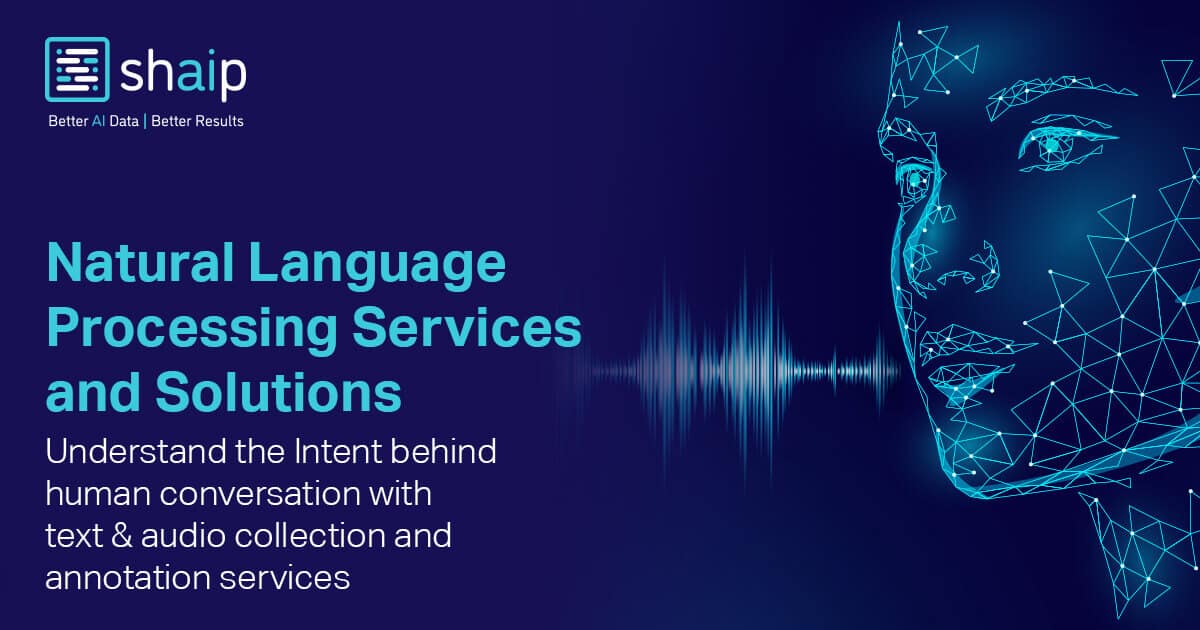 shaip
Better AI Data | Better Results
Natural Language
Processing Services
and Solutions
Understand the Intent behind
human conversation with
text & audio collection and
annotation services